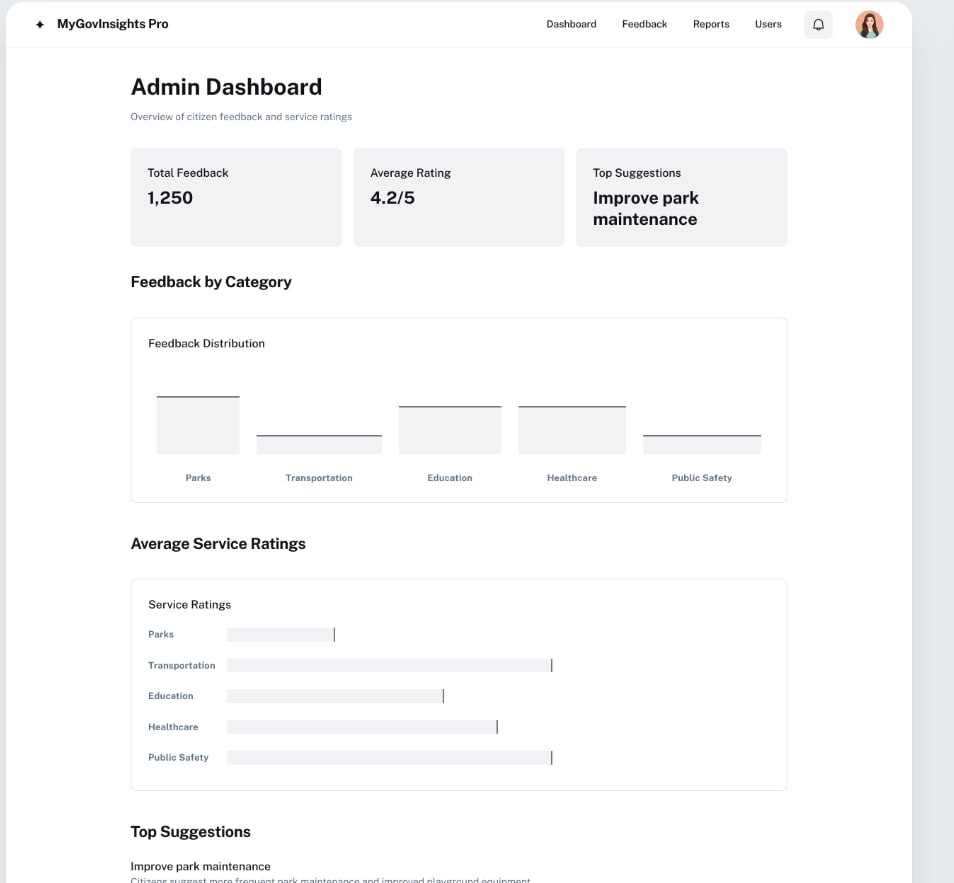 MyGovInsights Pro
Dashboard
Feedback
Reports
Users
Admin Dashboard
Overview of citizen feedback and service ratings
Total Feedback
1,250
Average Rating
4.2/5
Top Suggestions
Improve park
maintenance
Feedback by Category
Feedback Distribution
Parks
Transportation
Education
Healthcare
Public Safety
Average Service Ratings
Service Ratings
Parks
Transportation
Education
Healthcare
Public Safety
Top Suggestions
Improve park maintenance
Citizens suggest more frequent park maintenance and improved playground equipment